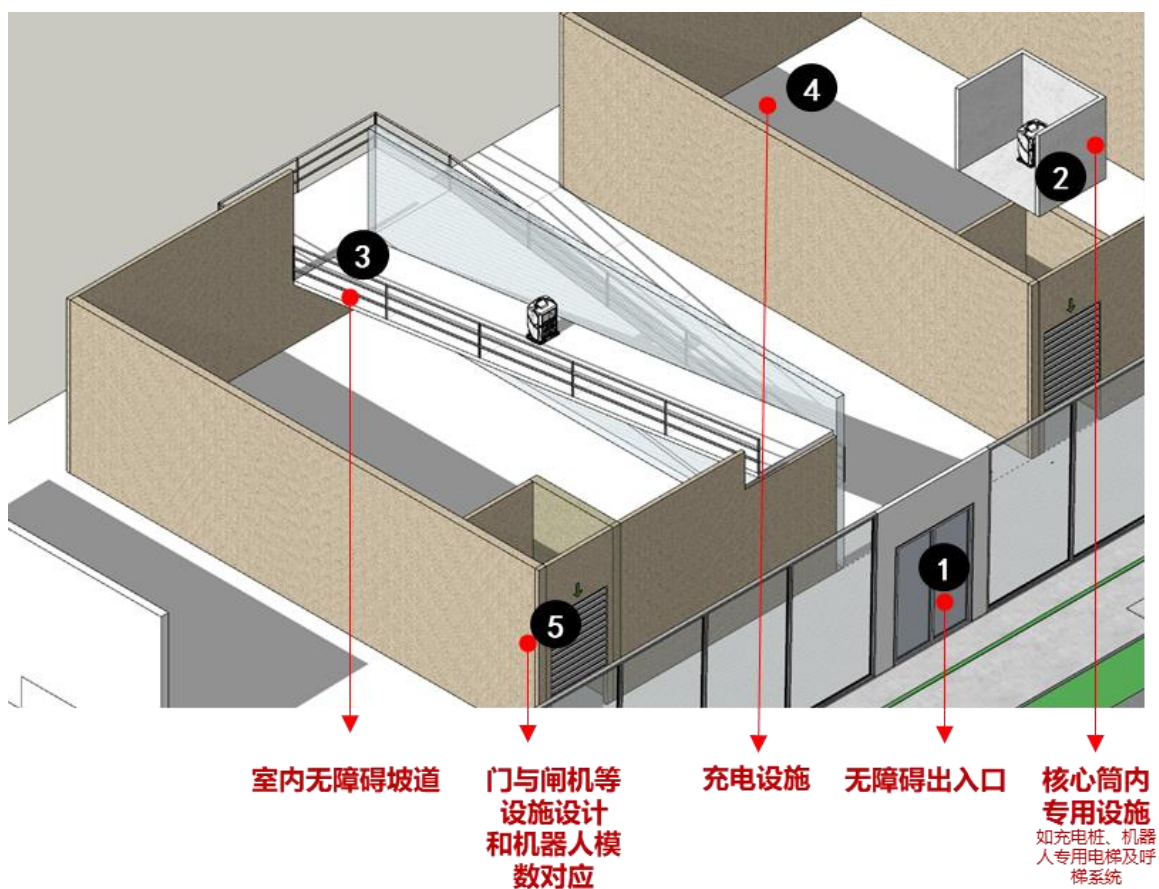 4
2
3
1
5
室内无障碍坡道
门与闸机等
设施设计
和机器人模
数对应
充电设施
无障碍出入口
核心筒内
专用设施
如充电桩、机器
人专用电梯及呼
梯系统